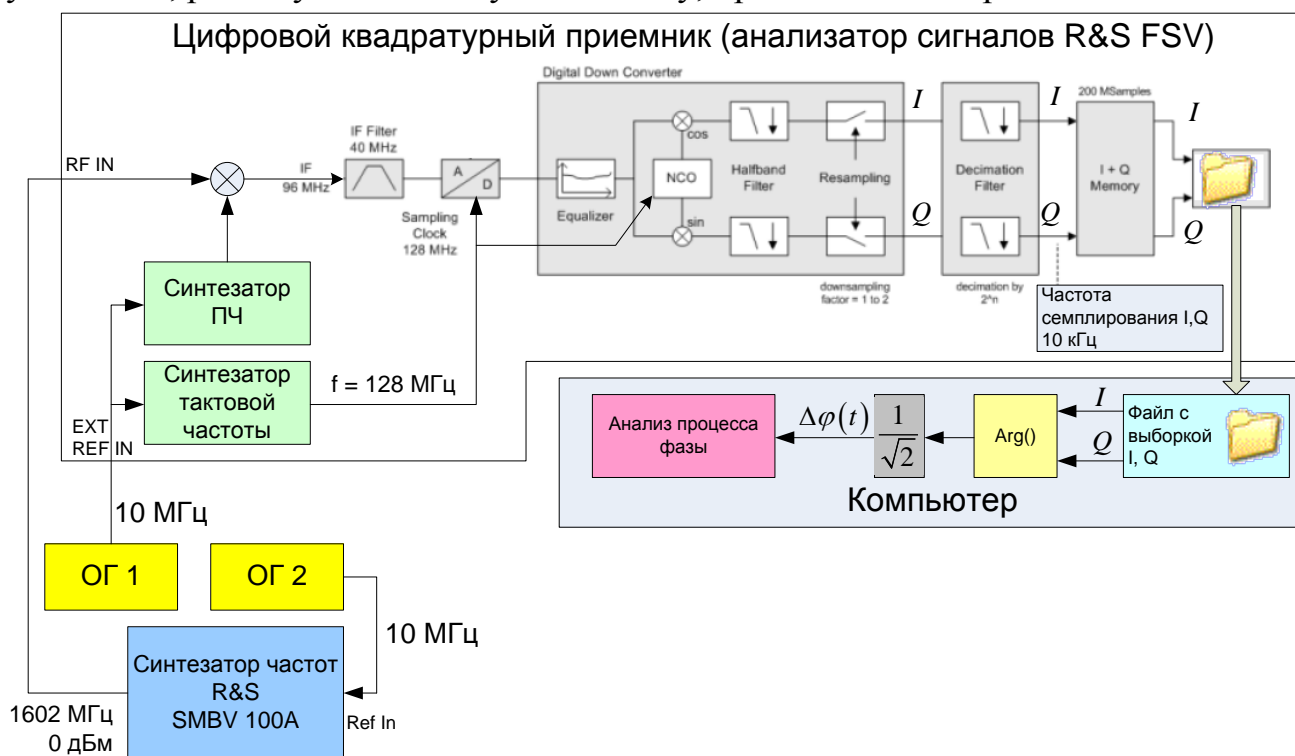 Цифровой квадратурный приемник (анализатор сигналов R&S FSV)
Digital Down Converter
200 MSamples
IF Filter
40 MHz
RF IN
IF
96 MHz
A
D
Sampling
Clock
128 MHz
Equalizer
NCO
cos
sin
Halfband
Filter
Resampling
I
Q
Decimation
Filter
I
Q
I + Q
Memory
I
Q
downsampling
factor = 1 to 2
decimation by
2^n
Частота
семплирования I,Q
10 кГц
Синтезатор
ПЧ
Синтезатор
тактовой
частоты
f = 128 МГц
EXT
REF IN
10 МГц
Анализ процесса
фазы
Δφ(t)
1
√2
Arg()
I
Q
Файл с
выборкой
I, Q
Компьютер
ОГ 1
ОГ 2
10 МГц
Синтезатор частот
R&S
SMBV 100A
Ref In
1602 МГц
0 дБм